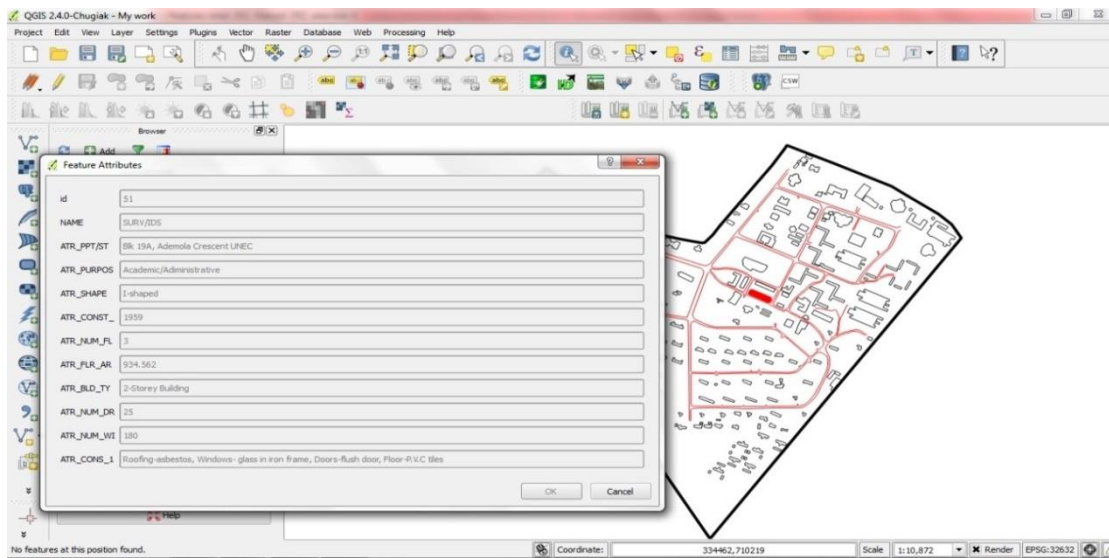 QGIS 2.4.0-Chugiak - My work
Project Edit View Layer Settings Plugins Vector Raster Database Web Processing Help
Browser
Add
Feature Attributes
id 51
NAME SURV/IDS
ATR_PPT/ST Blk 19A, Ademola Crescent UNEC
ATR_PURPOS Academic/Administrative
ATR_SHAPE I-shaped
ATR_CONST_ 1959
ATR_NUM_FL 3
ATR_FLR_AR 934.562
ATR_BLD_TY 2-Storey Building
ATR_NUM_DR 25
ATR_NUM_WI 180
ATR_CONS_1 Roofing-asbestos, Windows- glass in iron frame, Doors-flush door, Floor-P.V.C tiles
OK Cancel
Help
No features at this position found. Coordinate: 334462,710219 Scale 1:10,872 Render EPSG:32632